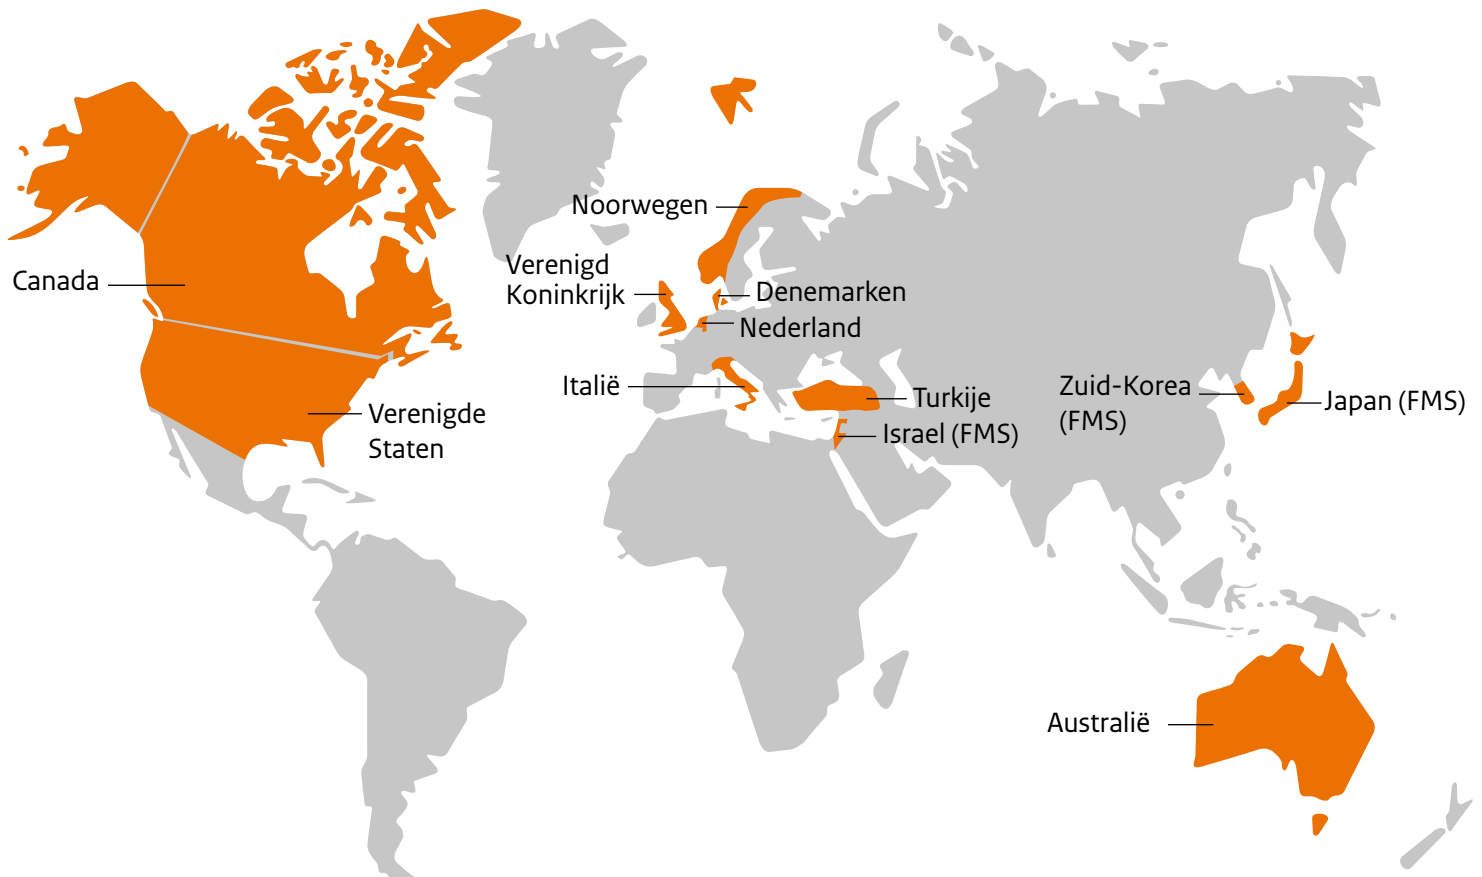 Noorwegen
Verenigd
Koninkrijk
Canada
Denemarken
Nederland
Italië
Turkije
Zuid-Korea
(FMS)
Japan (FMS)
Verenigde
Staten
Israel (FMS)
Australië